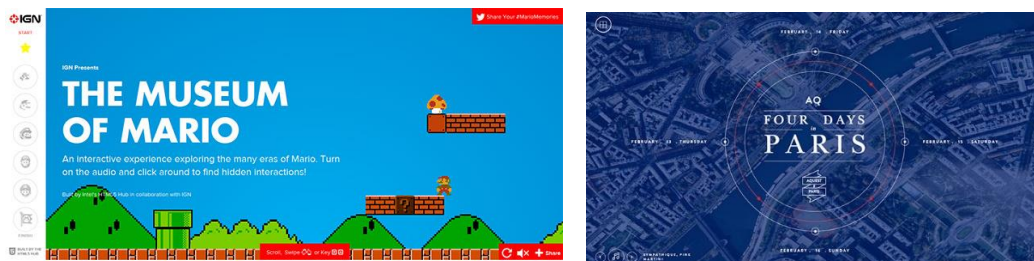 IGN
START
IGN Presents
THE MUSEUM
OF MARIO
An interactive experience exploring the many eras of Mario. Turn
on the audio and click around to find hidden interactions!
Built by Intel's HTML5 Hub in collaboration with IGN
Share Your #MarioMemories
?
Scroll, Swipe or Key
Share
FEBRUARY . 14 . FRIDAY
AQ
FOUR DAYS
IN
PARIS
FEBRUARY . 13 . THURSDAY
FEBRUARY . 15 . SATURDAY
FEBRUARY . 16 . SUNDAY